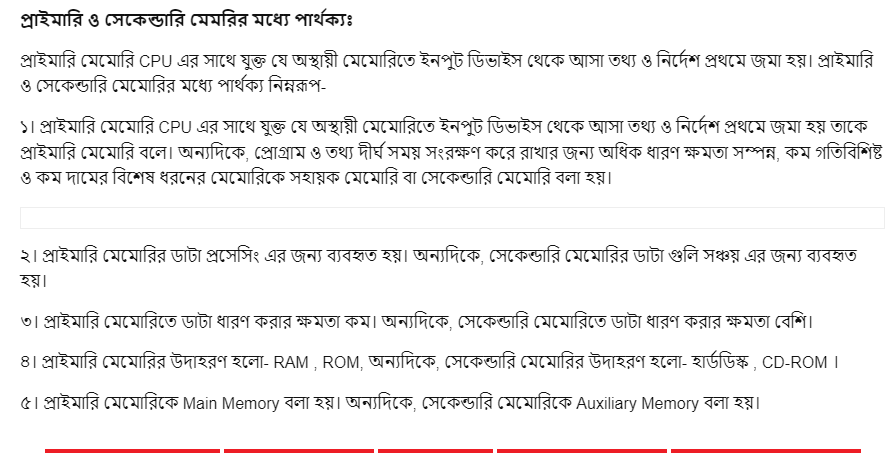 প্রাইমারি ও সেকেন্ডারি মেমরির মধ্যে পার্থক্যঃ
প্রাইমারি মেমোরি CPU এর সাথে যুক্ত যে অস্থায়ী মেমোরিতে ইনপুট ডিভাইস থেকে আসা তথ্য ও নির্দেশ প্রথমে জমা হয়। প্রাইমারি
ও সেকেন্ডারি মেমোরির মধ্যে পার্থক্য নিম্নরূপ-
১। প্রাইমারি মেমোরি CPU এর সাথে যুক্ত যে অস্থায়ী মেমোরিতে ইনপুট ডিভাইস থেকে আসা তথ্য ও নির্দেশ প্রথমে জমা হয় তাকে
প্রাইমারি মেমোরি বলে। অন্যদিকে, প্রোগ্রাম ও তথ্য দীর্ঘ সময় সংরক্ষণ করে রাখার জন্য অধিক ধারণ ক্ষমতা সম্পন্ন, কম গতিবিশিষ্ট
ও কম দামের বিশেষ ধরনের মেমোরিকে সহায়ক মেমোরি বা সেকেন্ডারি মেমোরি বলা হয়।
২। প্রাইমারি মেমোরির ডাটা প্রসেসিং এর জন্য ব্যবহৃত হয়। অন্যদিকে, সেকেন্ডারি মেমোরির ডাটা গুলি সঞ্চয় এর জন্য ব্যবহৃত
হয়।
৩। প্রাইমারি মেমোরিতে ডাটা ধারণ করার ক্ষমতা কম। অন্যদিকে, সেকেন্ডারি মেমোরিতে ডাটা ধারণ করার ক্ষমতা বেশি।
৪। প্রাইমারি মেমোরির উদাহরণ হলো- RAM , ROM, অন্যদিকে, সেকেন্ডারি মেমোরির উদাহরণ হলো- হার্ডডিস্ক , CD-ROM ।
৫। প্রাইমারি মেমোরিকে Main Memory বলা হয়। অন্যদিকে, সেকেন্ডারি মেমোরিকে Auxiliary Memory বলা হয়।